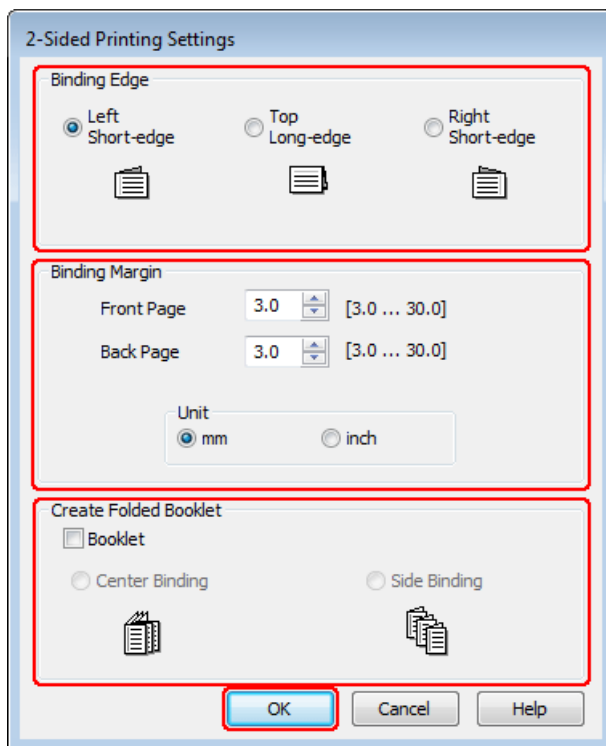 2-Sided Printing Settings
Binding Edge
Left Top Right
Short-edge Long-edge Short-edge
Binding Margin
Front Page 3.0 [3.0 ... 30.0]
Back Page 3.0 [3.0 ... 30.0]
Unit
mm inch
Create Folded Booklet
Booklet
Center Binding Side Binding
OK Cancel Help